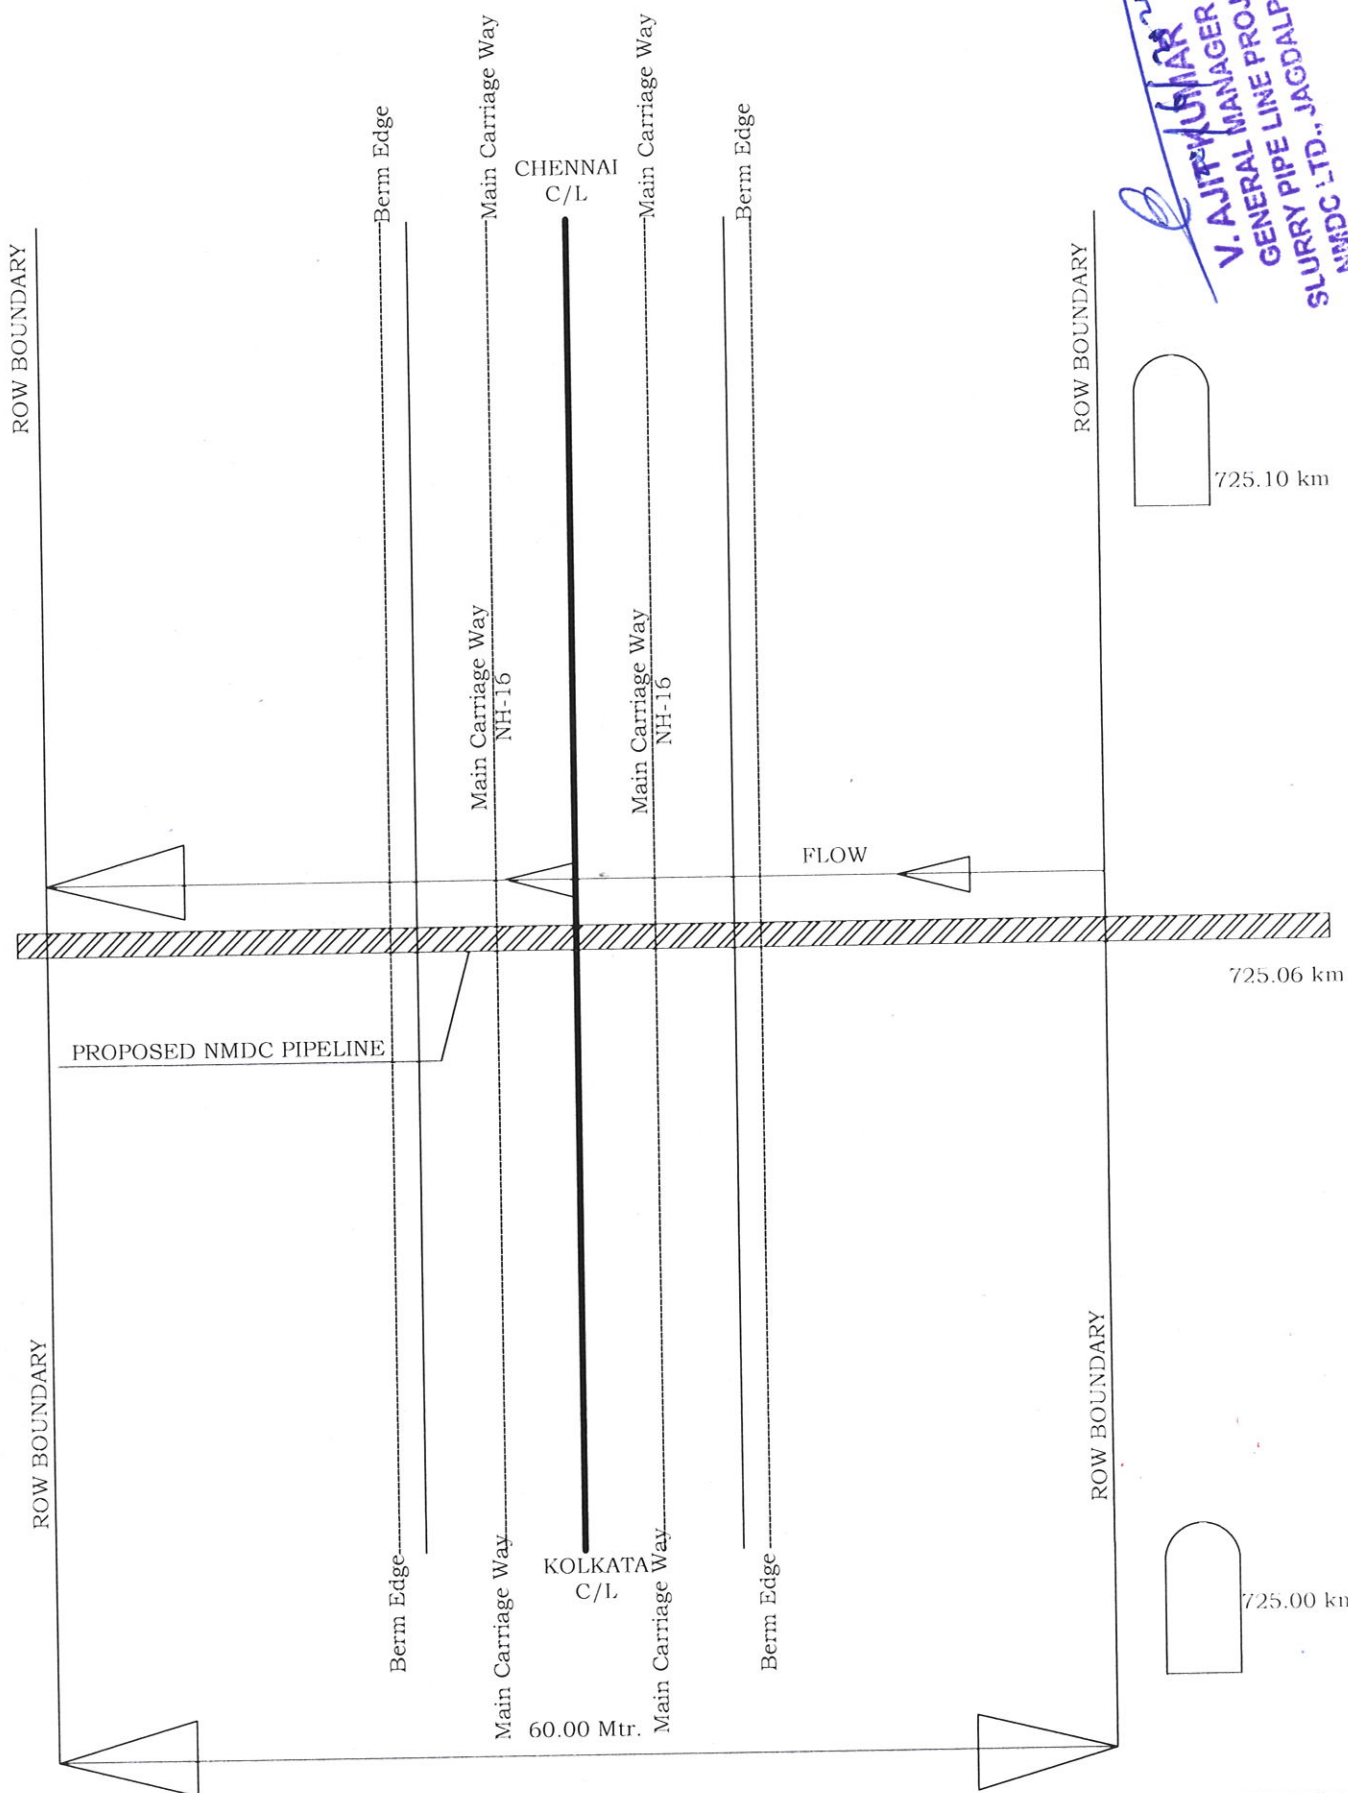 Main Carriage Way
Main Carriage Way
Berm Edge
Berm Edge
CHENNAI
C/L
V. AJIT KUMAR
GENERAL MANAGER
SLURRY PIPE LINE
NMDC LTD., 
ROW BOUNDARY
ROW BOUNDARY
725.10 km
Main Carriage Way
NH-16
Main Carriage Way
NH-16
FLOW
725.06 km
PROPOSED NMDC PIPELINE
ROW BOUNDARY
ROW BOUNDARY
Berm Edge
Main Carriage Way
KOLKATA
C/L
Main Carriage Way
Berm Edge
725.00 km
60.00 Mtr.